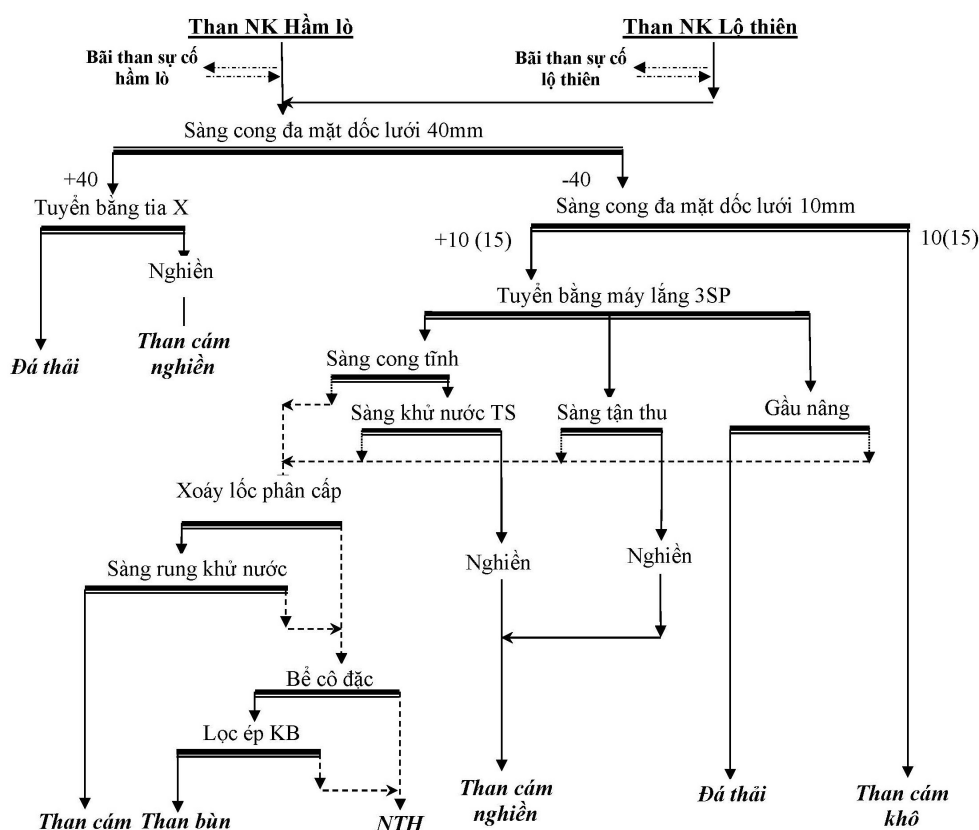 Than NK Hầm lò
Than NK Lộ thiên
Bãi than sự cố
hầm lò
Bãi than sự cố
lộ thiên
Sàng cong đa mặt dốc lưới 40mm
+40
-40
Tuyển bằng tia X
Sàng cong đa mặt dốc lưới 10mm
+10 (15)
10(15)
Nghiền
Tuyển bằng máy lắng 3SP
Đá thải
Than cám
nghiền
Sàng cong tĩnh
Sàng khử nước TS
Sàng tận thu
Gầu nâng
Xoáy lốc phân cấp
Nghiền
Nghiền
Sàng rung khử nước
Bể cô đặc
Lọc ép KB
Than cám
Than bùn
NTH
Than cám
nghiền
Đá thải
Than cám
khô